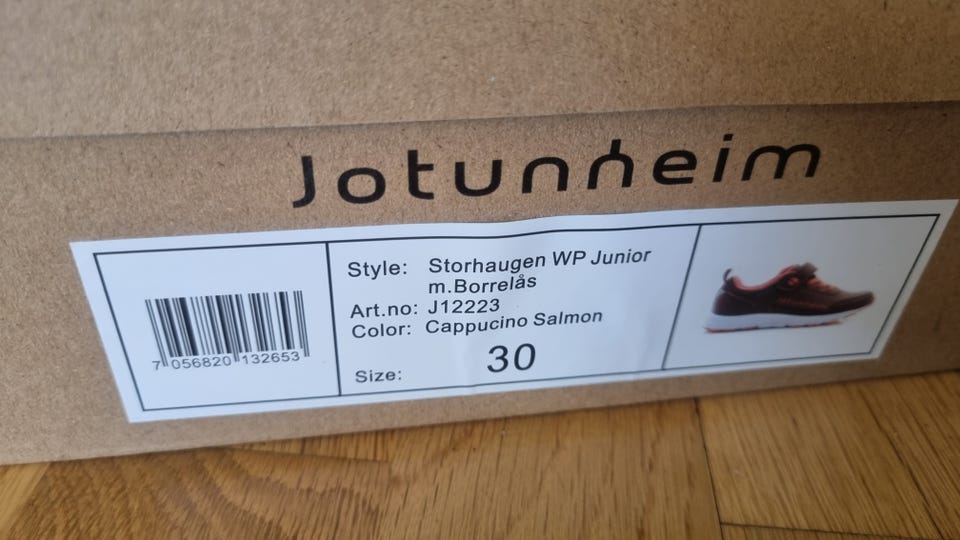 Jotunheim
Style: Storhaugen WP Junior
m.Borrelås
Art.no: J12223
Color: Cappucino Salmon
Size: 30
7 056820 132653